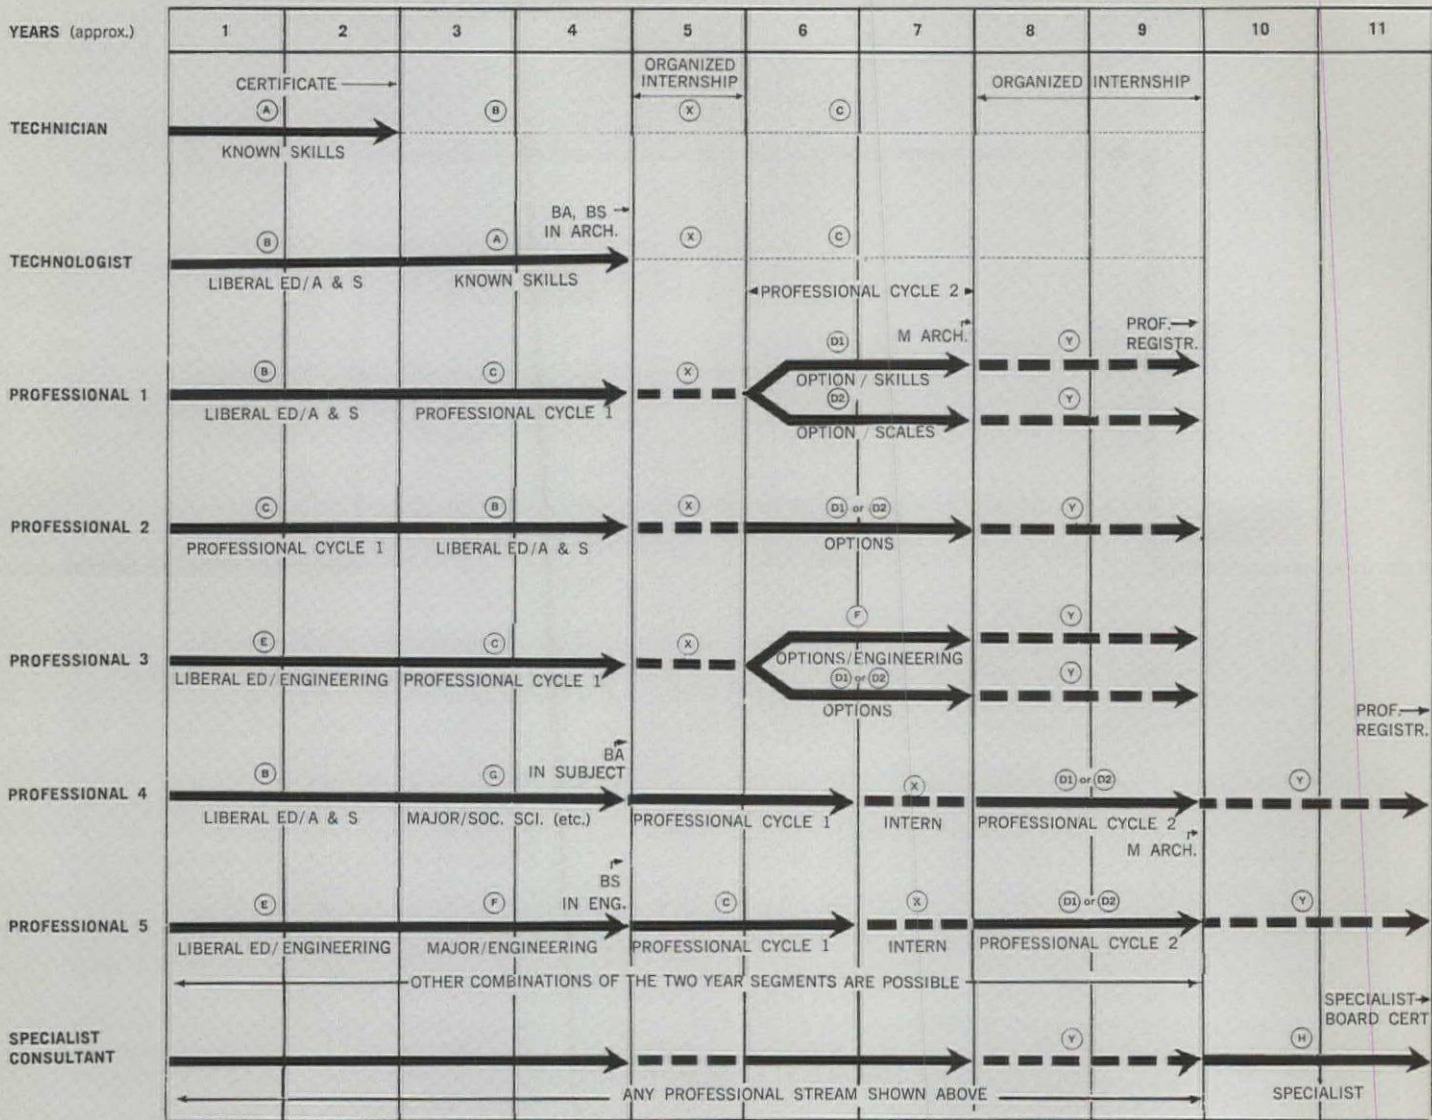 YEARS (approx.) 1 2 3 4 5 6 7 8 9 10 11
CERTIFICATE
ORGANIZED
INTERNSHIP
ORGANIZED INTERNSHIP
TECHNICIAN
A B X C
KNOWN SKILLS
BA, BS
IN ARCH.
TECHNOLOGIST
B A X C
LIBERAL ED/A & S KNOWN SKILLS
PROFESSIONAL CYCLE 2
M ARCH.
PROF.
REGISTR.
PROFESSIONAL 1
B C X D1 Y
OPTION / SKILLS
LIBERAL ED/A & S PROFESSIONAL CYCLE 1
D2 Y
OPTION / SCALES
PROFESSIONAL 2
C B X D1 or D2 Y
PROFESSIONAL CYCLE 1 LIBERAL ED/A & S OPTIONS
PROFESSIONAL 3
E C X F Y
OPTIONS/ENGINEERING
LIBERAL ED/ENGINEERING PROFESSIONAL CYCLE 1
D1 or D2 Y
OPTIONS
PROF.
REGISTR.
BA
IN SUBJECT
PROFESSIONAL 4
B G X D1 or D2 Y
LIBERAL ED/A & S MAJOR/SOC. SCI. (etc.) PROFESSIONAL CYCLE 1 INTERN PROFESSIONAL CYCLE 2
M ARCH.
BS
IN ENG.
PROFESSIONAL 5
E F C X D1 or D2 Y
LIBERAL ED/ENGINEERING MAJOR/ENGINEERING PROFESSIONAL CYCLE 1 INTERN PROFESSIONAL CYCLE 2
OTHER COMBINATIONS OF THE TWO YEAR SEGMENTS ARE POSSIBLE
SPECIALIST
BOARD CERT
SPECIALIST
CONSULTANT
Y H
ANY PROFESSIONAL STREAM SHOWN ABOVE SPECIALIST